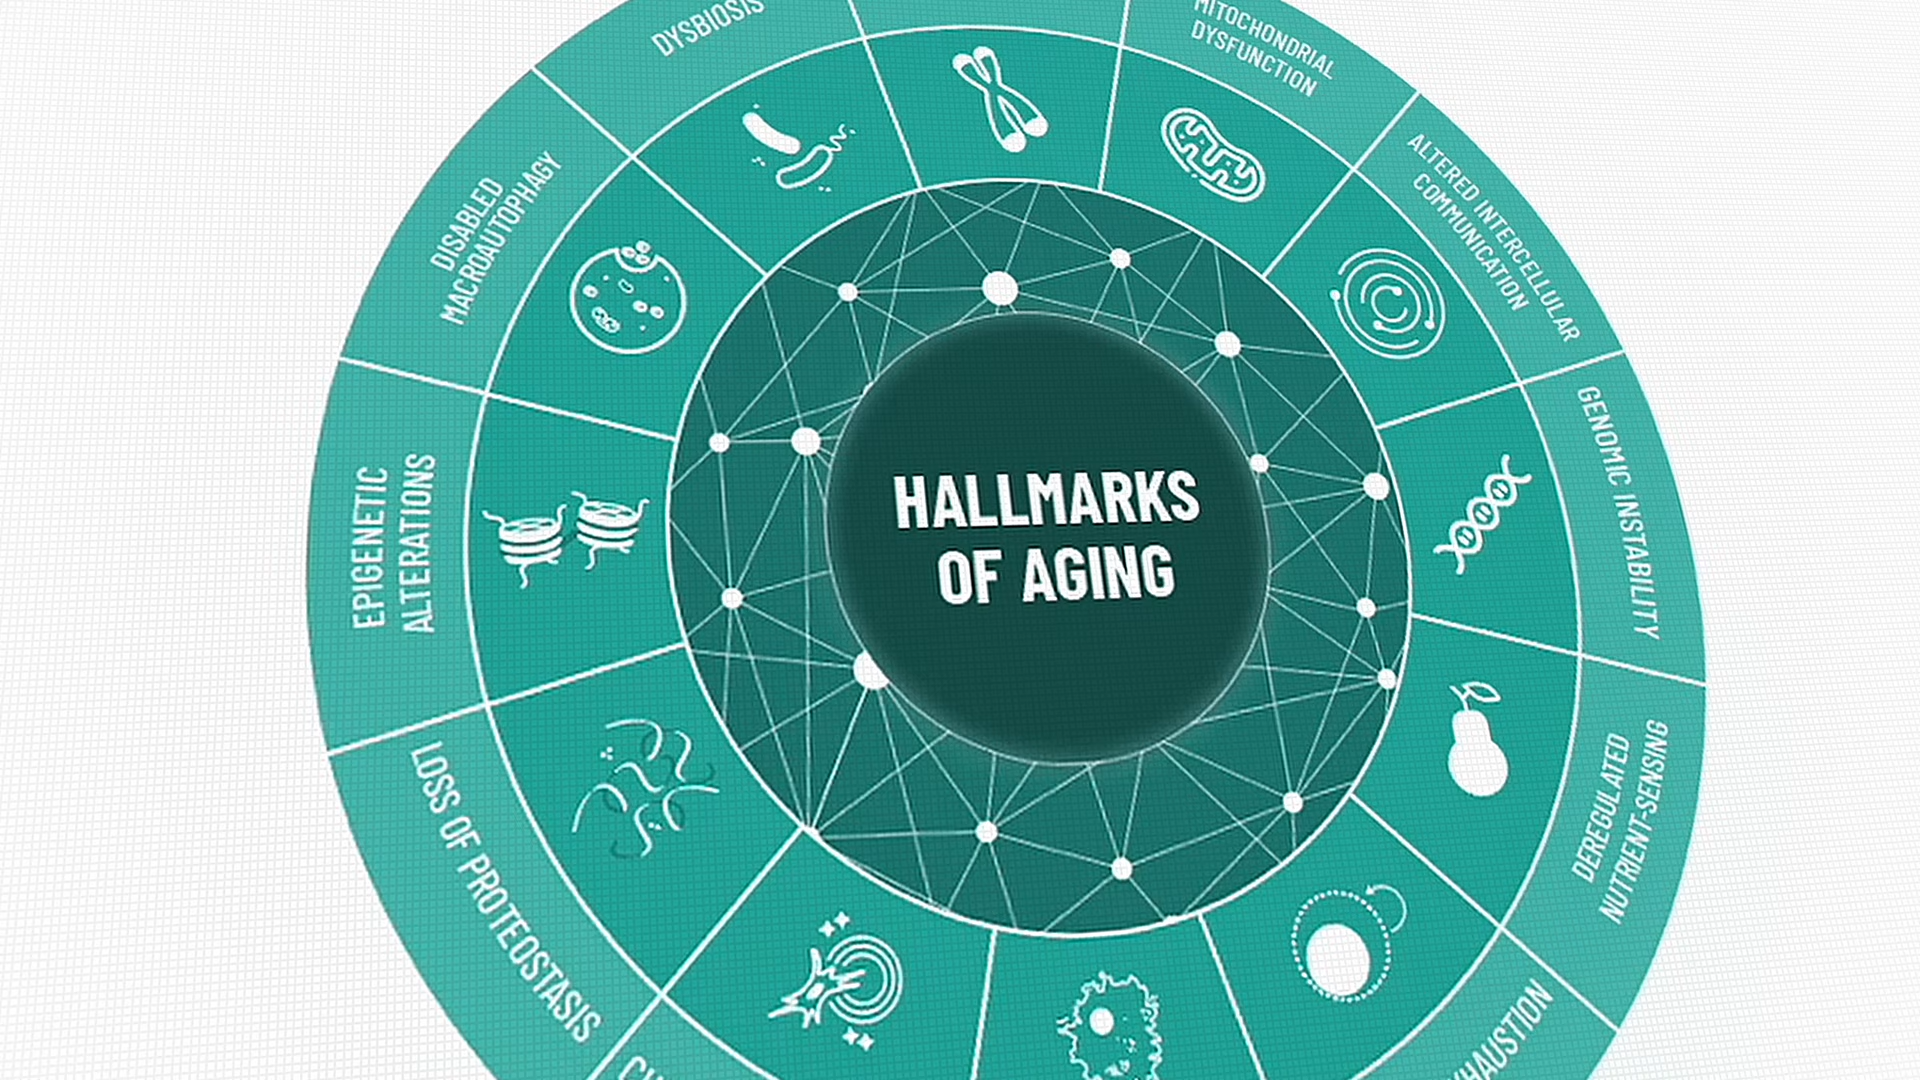 HALLMARKS
OF AGING
DYSBIOSIS
MITOCHONDRIAL
DYSFUNCTION
ALTERED INTERCELLULAR
COMMUNICATION
GENOMIC INSTABILITY
DEREGULATED
NUTRIENT-SENSING
LOSS OF PROTEOSTASIS
EPIGENETIC
ALTERATIONS
DISABLED
MACROAUTOPHAGY